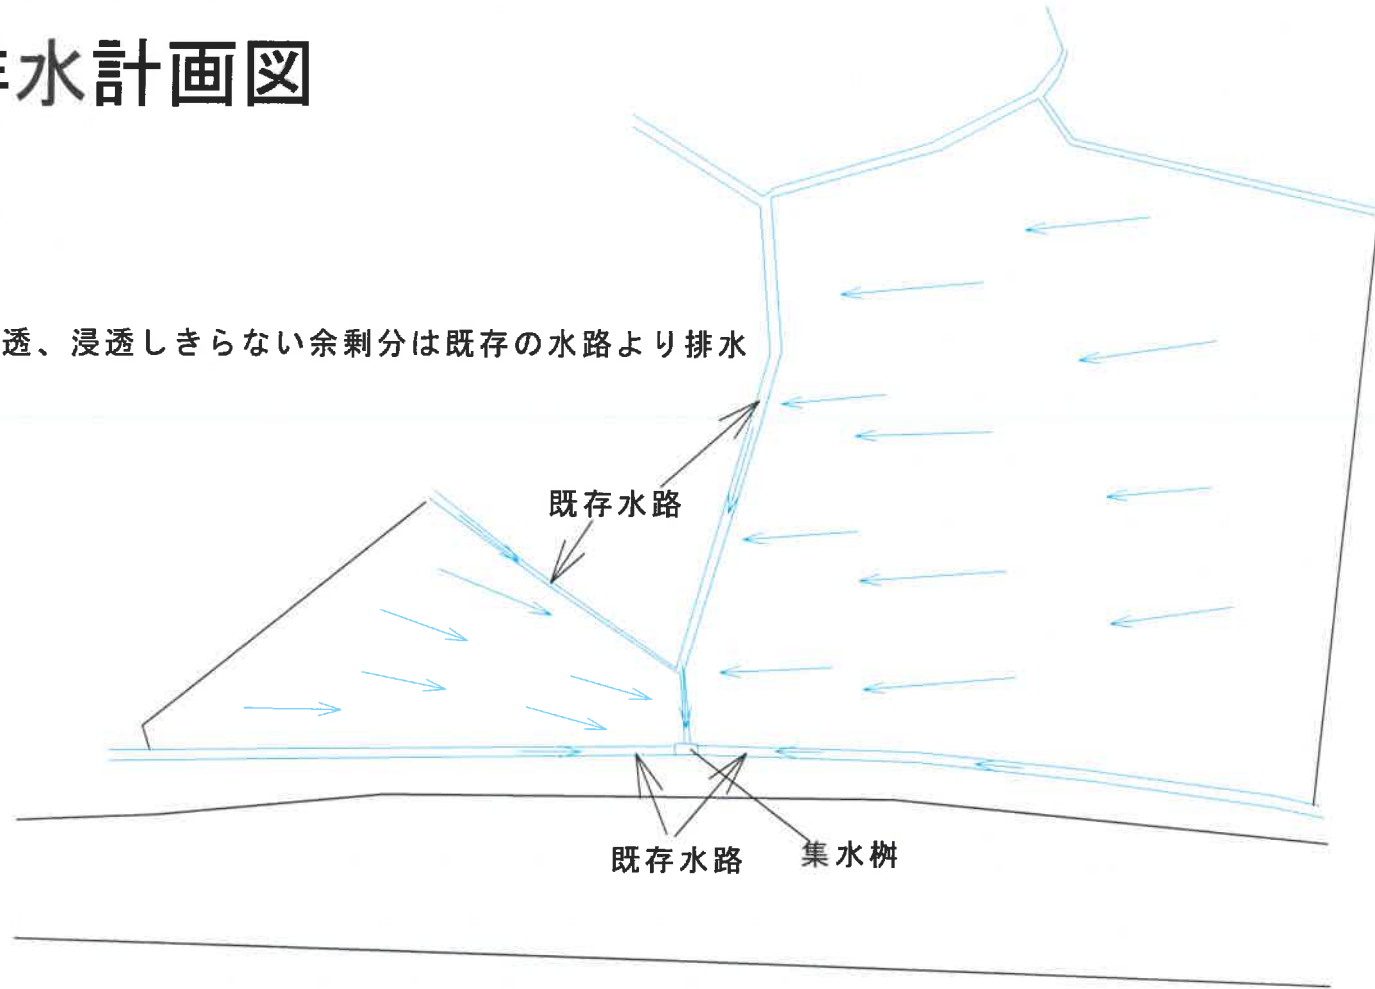 水計画図
透、浸透しきらない余剰分は既存の水路より排水
既存水路
既存水路
集水桝